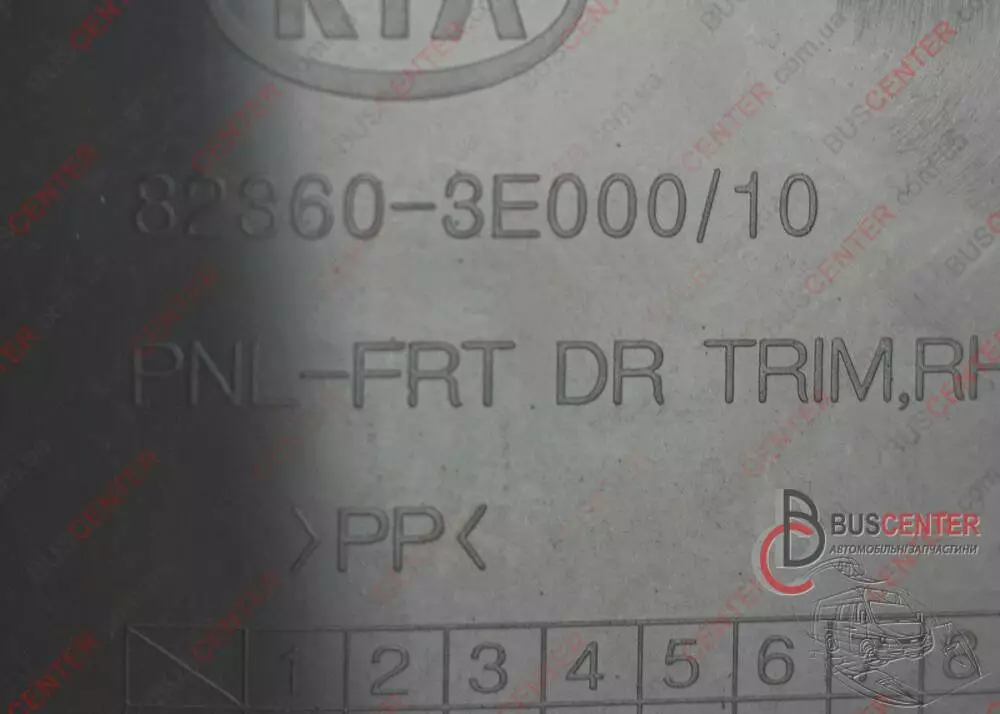 KIA
82360-3E000/10
PNL-FRT DR TRIM,RH
>PP<
BUSCENTER
АВТОМОБІЛЬНІ ЗАПЧАСТИНИ
1 2 3 4 5 6 8